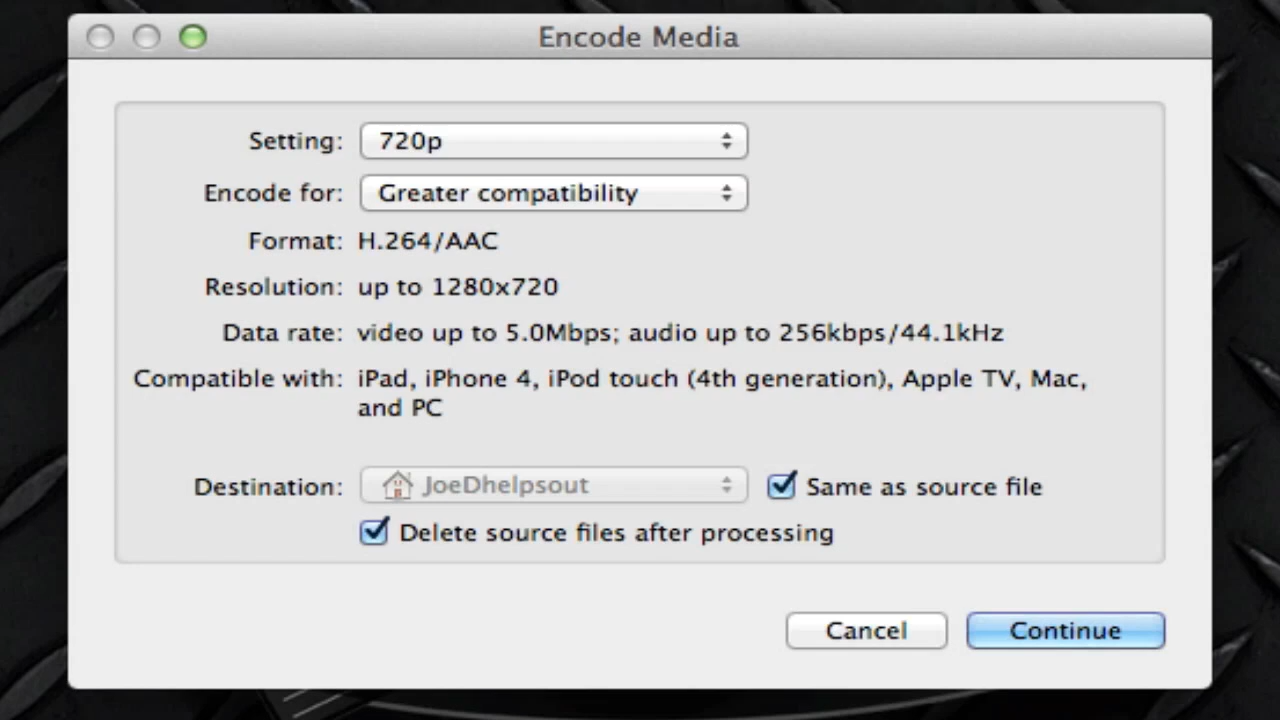 Encode Media
Setting: 720p
Encode for: Greater compatibility
Format: H.264/AAC
Resolution: up to 1280x720
Data rate: video up to 5.0Mbps; audio up to 256kbps/44.1kHz
Compatible with: iPad, iPhone 4, iPod touch (4th generation), Apple TV, Mac,
and PC
Destination: JoeDhelpsout Same as source file
Delete source files after processing
Cancel Continue